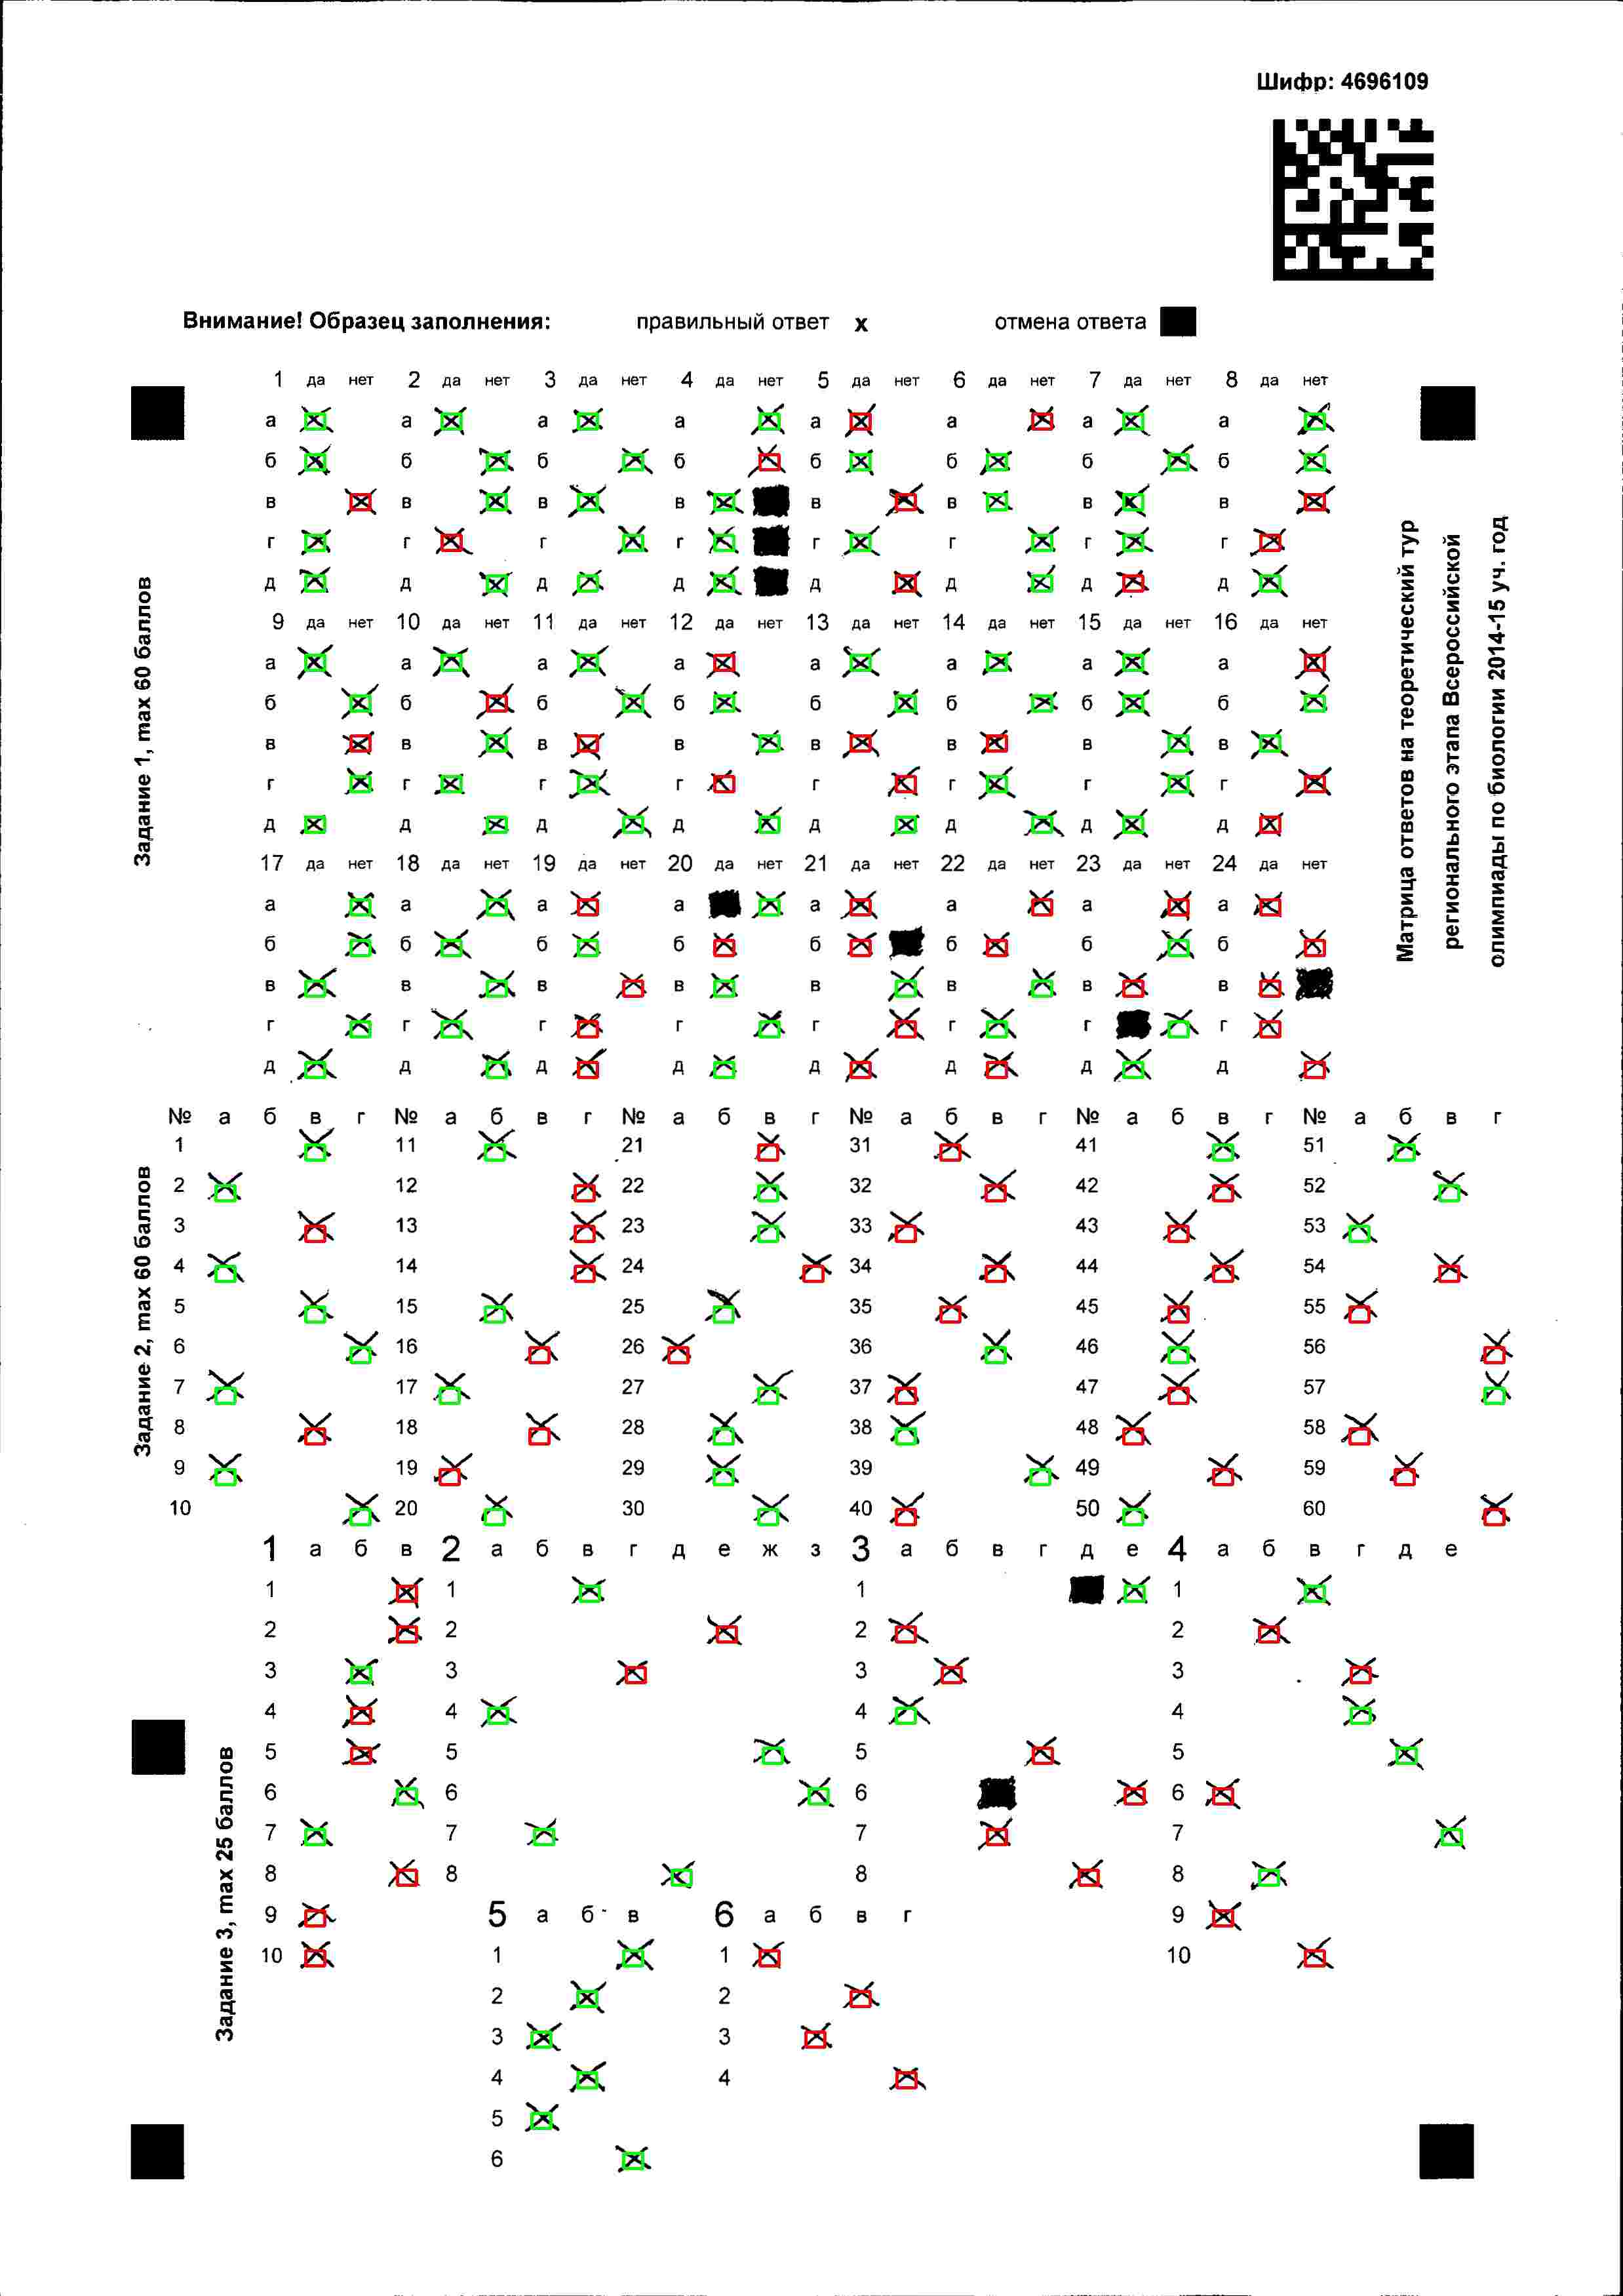 Шифр: 4696109
Внимание! Образец заполнения: правильный ответ х отмена ответа
Задание 1, max 60 баллов
1 да нет 2 да нет 3 да нет 4 да нет 5 да нет 6 да нет 7 да нет 8 да нет
а а а а а а а а
б б б б б б б б
в в в в в в в в
г г г г г г г г
д д д д д д д д
9 да нет 10 да нет 11 да нет 12 да нет 13 да нет 14 да нет 15 да нет 16 да нет
а а а а а а а а
б б б б б б б б
в в в в в в в в
г г г г г г г г
д д д д д д д д
17 да нет 18 да нет 19 да нет 20 да нет 21 да нет 22 да нет 23 да нет 24 да нет
а а а а а а а а
б б б б б б б б
в в в в в в в в
г г г г г г г г
д д д д д д д д
Матрица ответов на теоретический тур
регионального этапа Всероссийской
олимпиады по биологии 2014-15 уч. год
Задание 2, max 60 баллов
№ а б в г № а б в г № а б в г № а б в г № а б в г № а б в г
1 11 21 31 41 51
2 12 22 32 42 52
3 13 23 33 43 53
4 14 24 34 44 54
5 15 25 35 45 55
6 16 26 36 46 56
7 17 27 37 47 57
8 18 28 38 48 58
9 19 29 39 49 59
10 20 30 40 50 60
Задание 3, max 25 баллов
1 а б в 2 а б в г д е ж з 3 а б в г д е 4 а б в г д е
1 1 1 1
2 2 2 2
3 3 3 3
4 4 4 4
5 5 5 5
6 6 6 6
7 7 7 7
8 8 8 8
9 5 а б в 6 а б в г 9
10 1 1 10
2 2
3 3
4 4
5
6